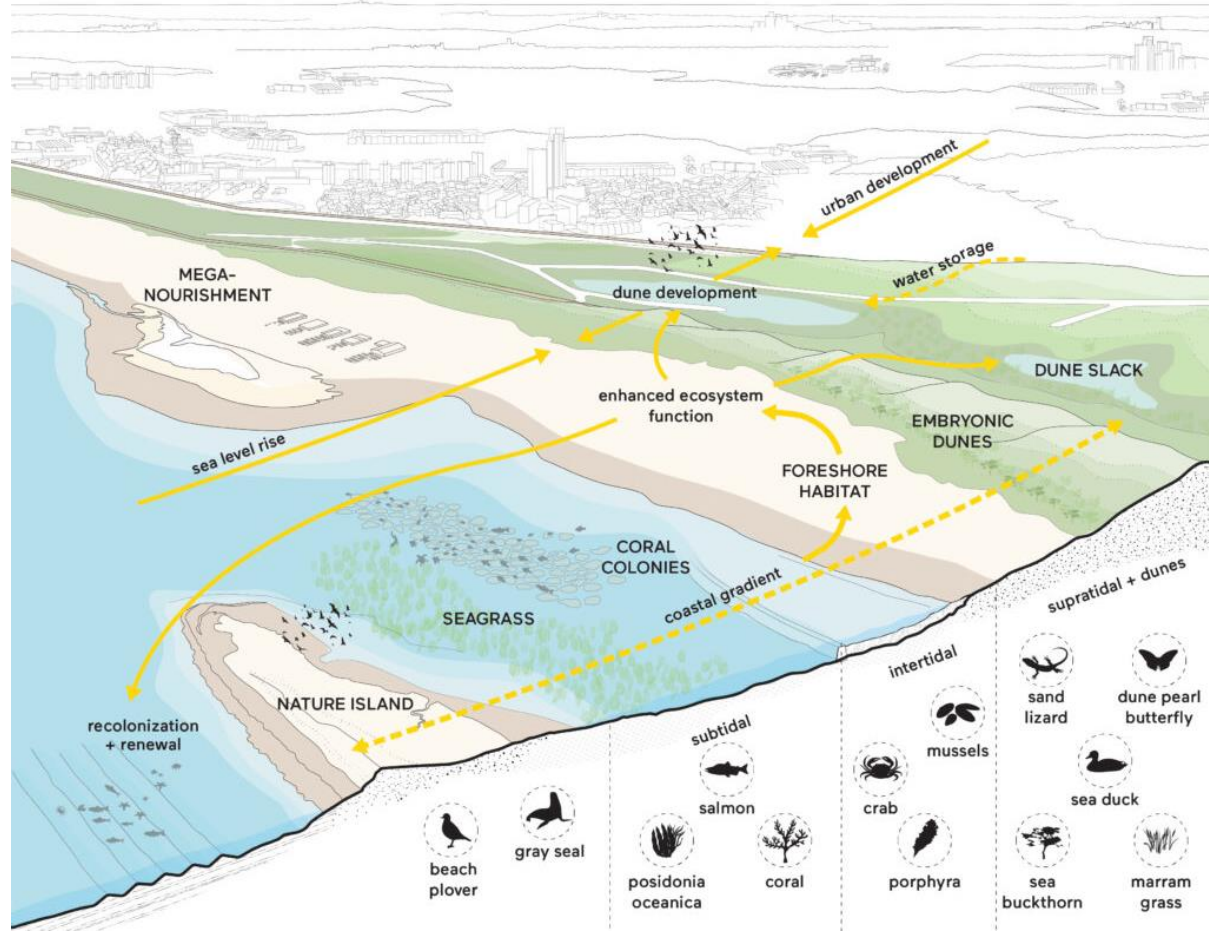 urban development
water storage
MEGA-
NOURISHMENT
dune development
DUNE SLACK
enhanced ecosystem
function
EMBRYONIC
DUNES
sea level rise
FORESHORE
HABITAT
CORAL
COLONIES
coastal gradient
SEAGRASS
supratidal + dunes
intertidal
NATURE ISLAND
recolonization
+ renewal
subtidal
sand
lizard
dune pearl
butterfly
mussels
salmon
crab
sea duck
beach
plover
gray seal
posidonia
oceanica
coral
porphyra
sea
buckthorn
marram
grass